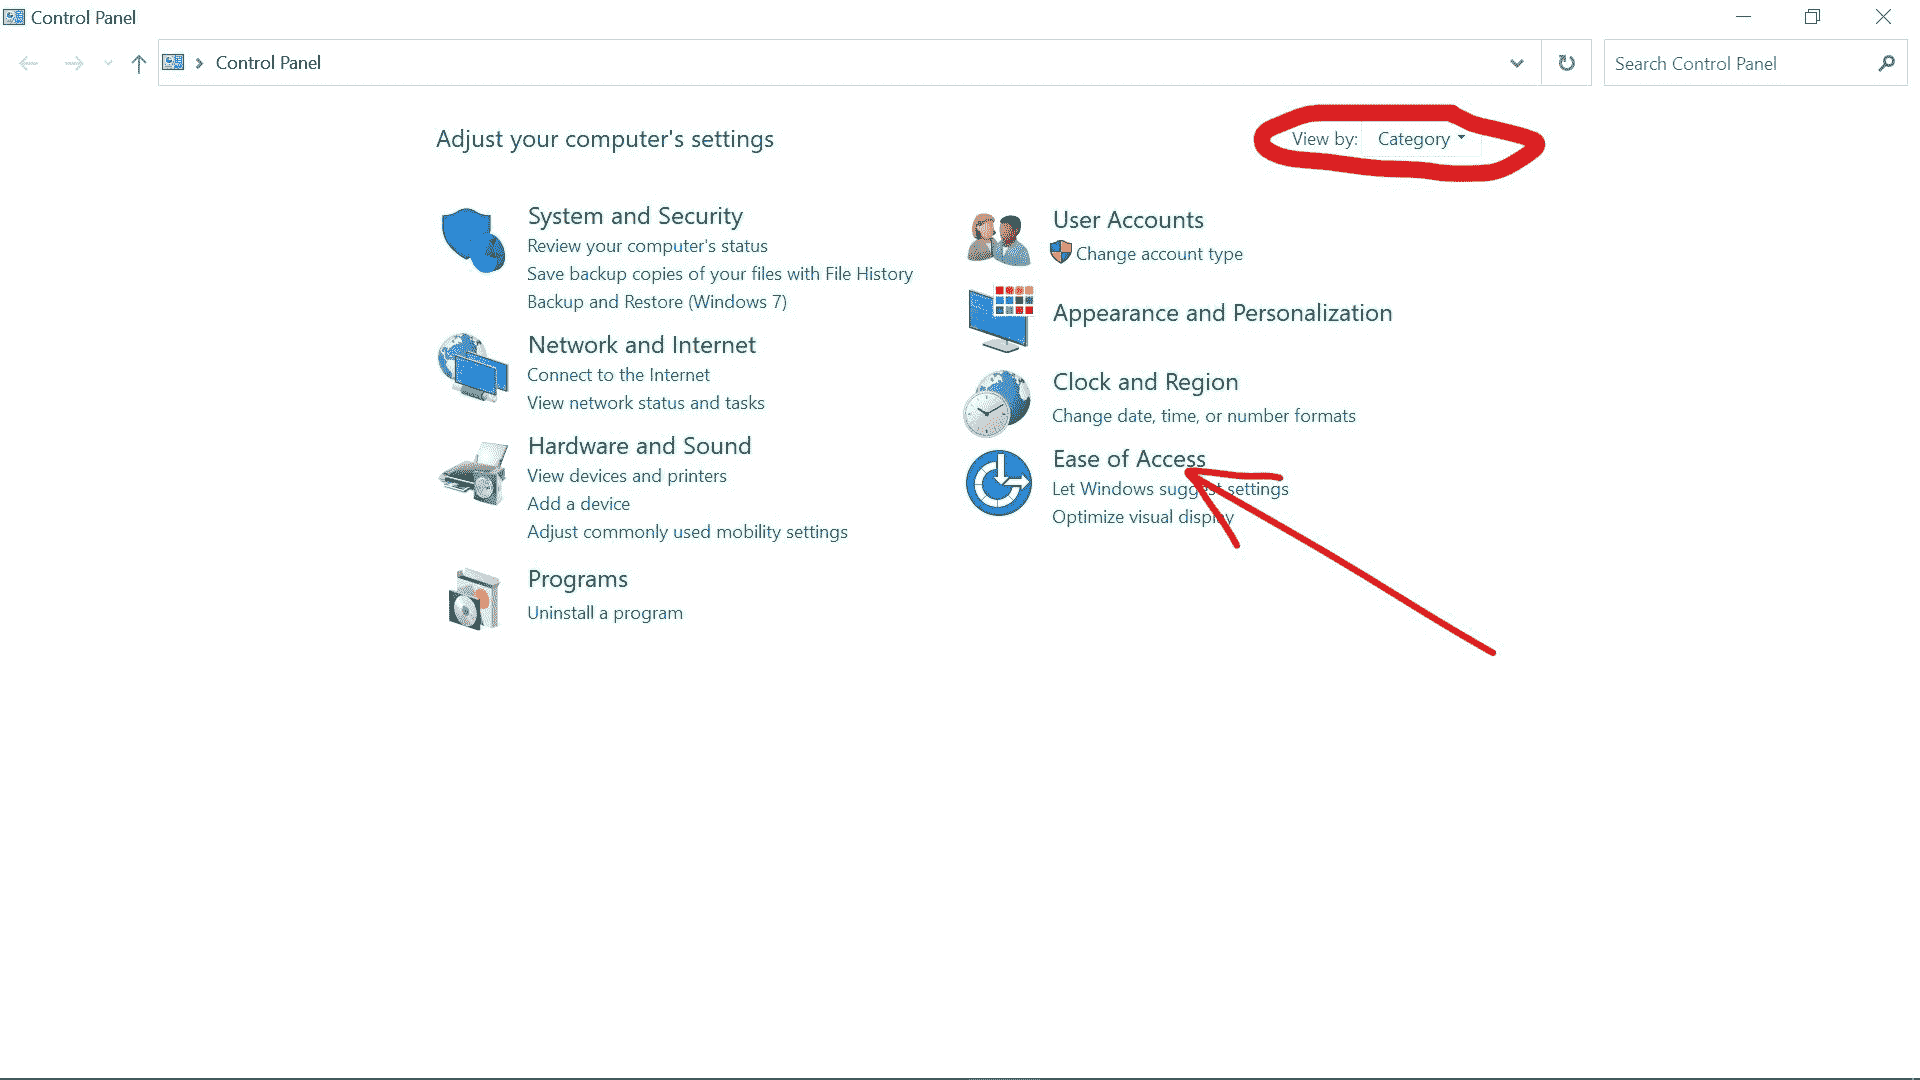 Control Panel
Control Panel
Search Control Panel
Adjust your computer's settings
View by: Category
System and Security
Review your computer's status
Save backup copies of your files with File History
Backup and Restore (Windows 7)
Network and Internet
Connect to the Internet
View network status and tasks
Hardware and Sound
View devices and printers
Add a device
Adjust commonly used mobility settings
Programs
Uninstall a program
User Accounts
Change account type
Appearance and Personalization
Clock and Region
Change date, time, or number formats
Ease of Access
Let Windows suggest settings
Optimize visual display